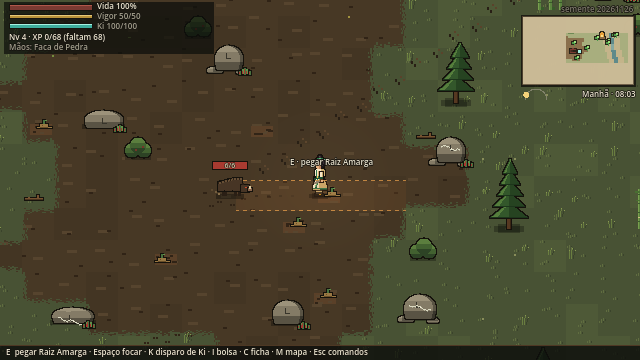 Vida 100%
Vigor 50/50
Ki 100/100
Nv 4 · XP 0/68 (faltam 68)
Mãos: Faca de Pedra
semente 20261126
Manhã · 08:03
6/6
E · pegar Raiz Amarga
E pegar Raiz Amarga · Espaço focar · K disparo de Ki · I bolsa · C ficha · M mapa · Esc comandos